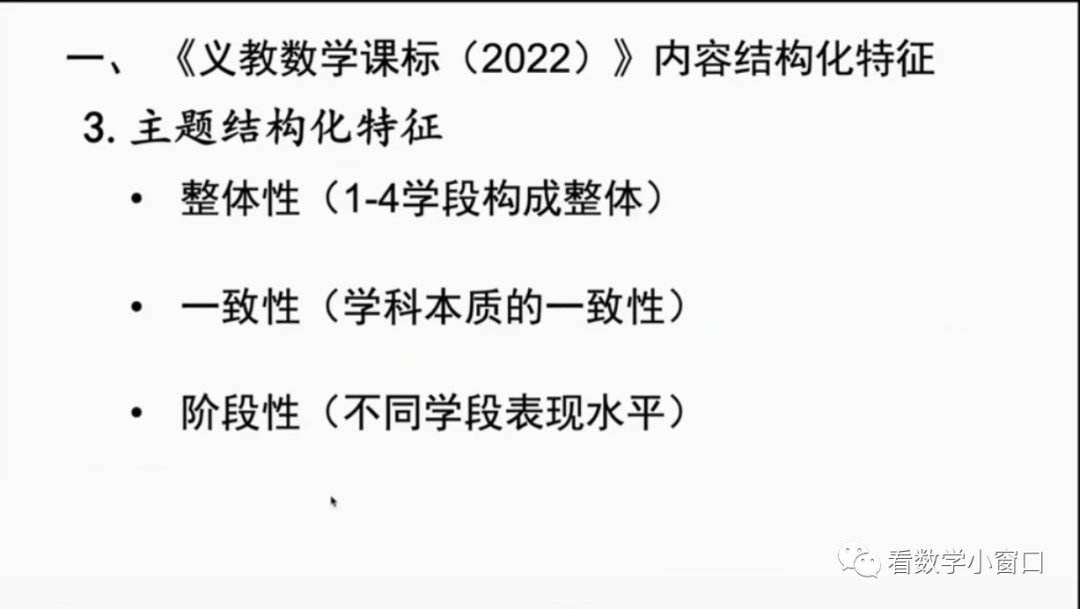 一、《义教数学课标（2022）》内容结构化特征
3. 主题结构化特征
• 整体性（1-4学段构成整体）
• 一致性（学科本质的一致性）
• 阶段性（不同学段表现水平）
看数学小窗口